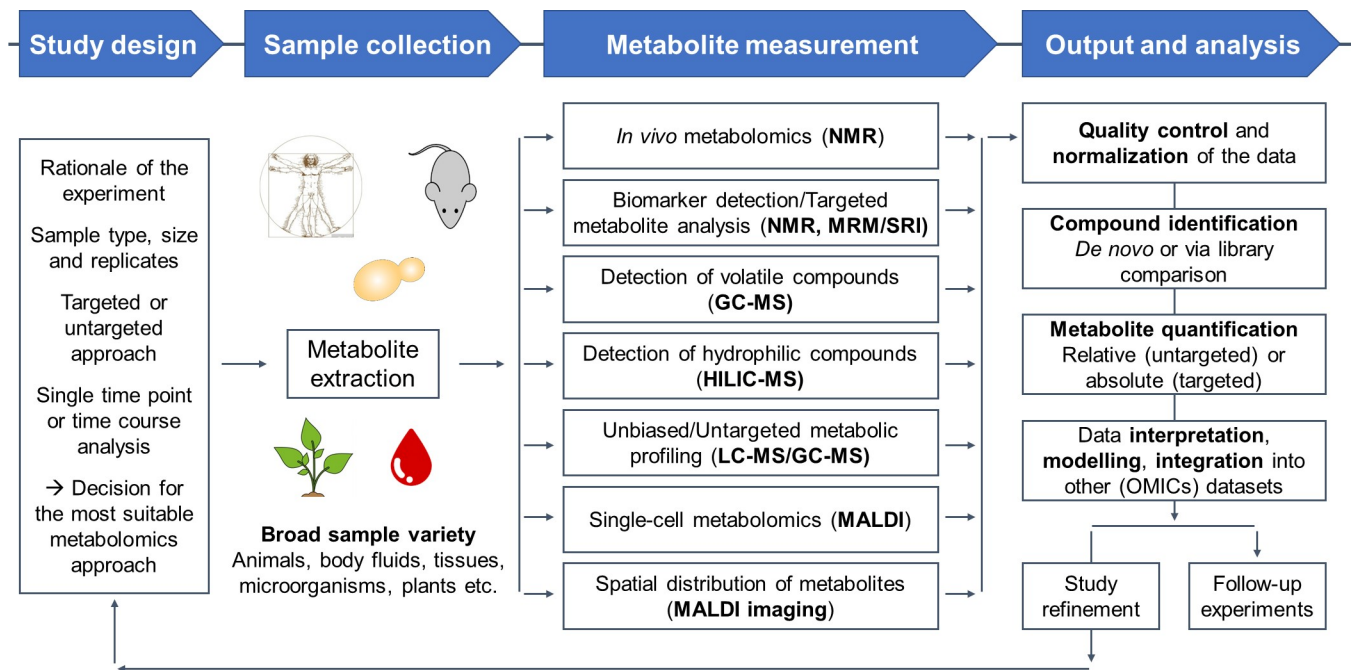 Study design
Sample collection
Metabolite measurement
Output and analysis
Rationale of the
experiment
Sample type, size
and replicates
Targeted or
untargeted
approach
Single time point
or time course
analysis
→ Decision for
the most suitable
metabolomics
approach
Metabolite
extraction
Broad sample variety
Animals, body fluids, tissues,
microorganisms, plants etc.
In vivo metabolomics (NMR)
Biomarker detection/Targeted
metabolite analysis (NMR, MRM/SRI)
Detection of volatile compounds
(GC-MS)
Detection of hydrophilic compounds
(HILIC-MS)
Unbiased/Untargeted metabolic
profiling (LC-MS/GC-MS)
Single-cell metabolomics (MALDI)
Spatial distribution of metabolites
(MALDI imaging)
Quality control and
normalization of the data
Compound identification
De novo or via library
comparison
Metabolite quantification
Relative (untargeted) or
absolute (targeted)
Data interpretation,
modelling, integration into
other (OMICs) datasets
Study
refinement
Follow-up
experiments